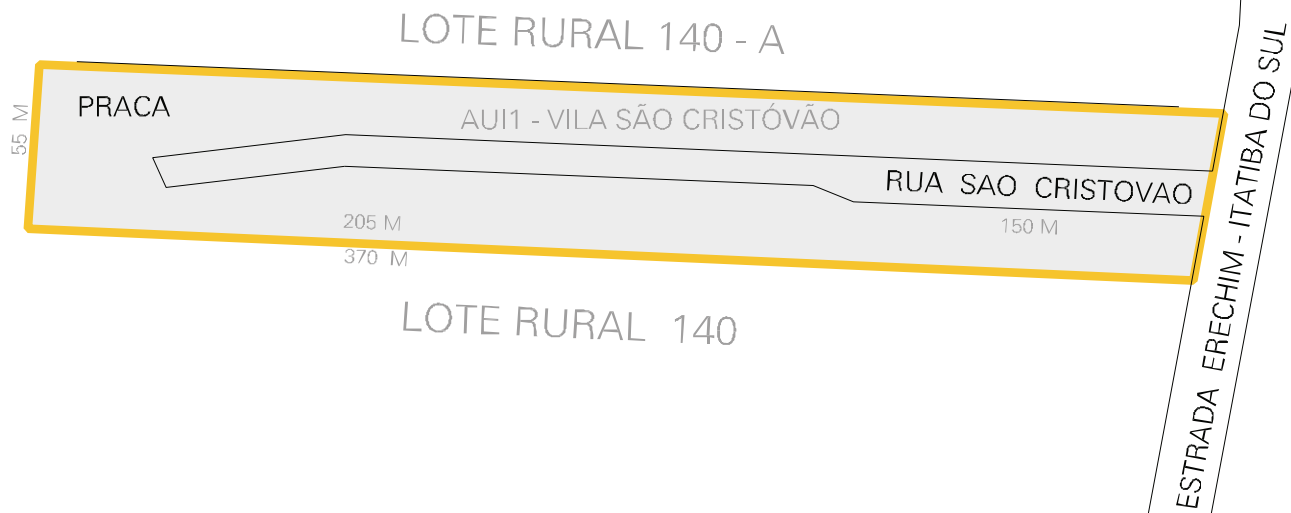 LOTE RURAL 140 - A
PRACA
AUI1 - VILA SÃO CRISTÓVÃO
55 M
RUA SAO CRISTOVAO
205 M
150 M
370 M
LOTE RURAL 140
ESTRADA ERECHIM - ITATIBA DO SUL